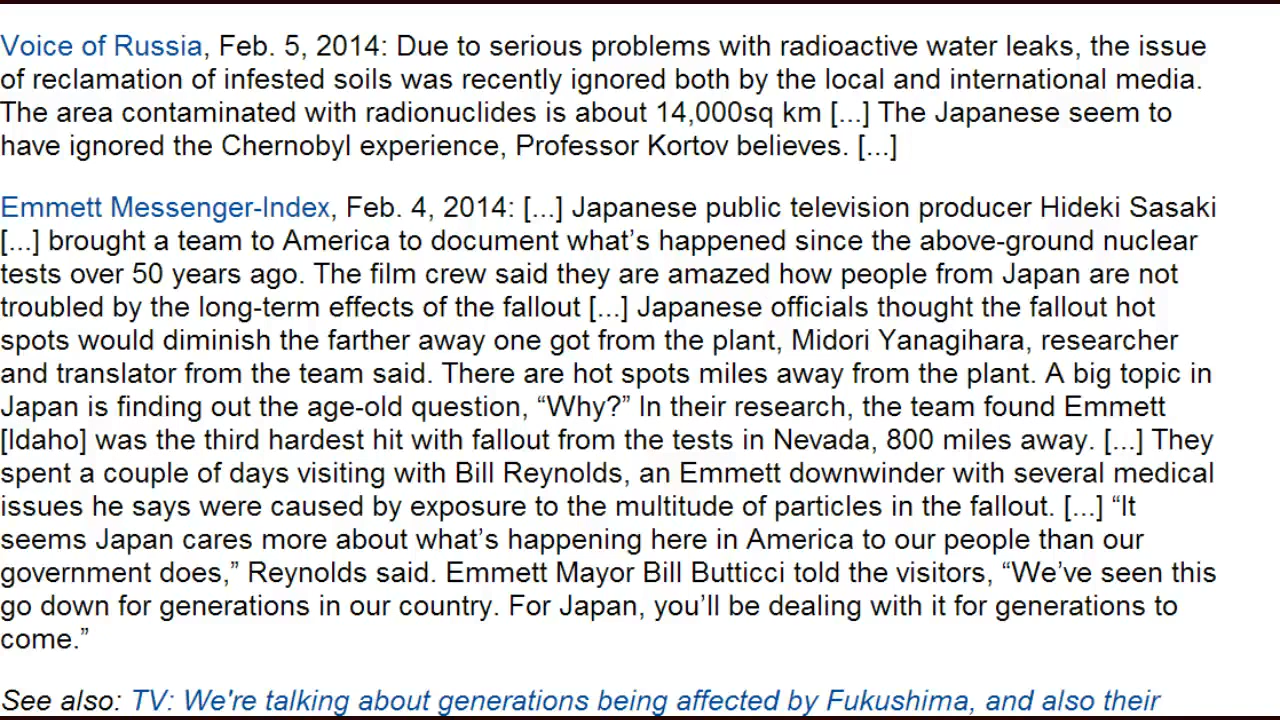 Voice of Russia, Feb. 5, 2014: Due to serious problems with radioactive water leaks, the issue
of reclamation of infested soils was recently ignored both by the local and international media.
The area contaminated with radionuclides is about 14,000sq km [...] The Japanese seem to
have ignored the Chernobyl experience, Professor Kortov believes. [...]
Emmett Messenger-Index, Feb. 4, 2014: [...] Japanese public television producer Hideki Sasaki
[...] brought a team to America to document what’s happened since the above-ground nuclear
tests over 50 years ago. The film crew said they are amazed how people from Japan are not
troubled by the long-term effects of the fallout [...] Japanese officials thought the fallout hot
spots would diminish the farther away one got from the plant, Midori Yanagihara, researcher
and translator from the team said. There are hot spots miles away from the plant. A big topic in
Japan is finding out the age-old question, “Why?” In their research, the team found Emmett
[Idaho] was the third hardest hit with fallout from the tests in Nevada, 800 miles away. [...] They
spent a couple of days visiting with Bill Reynolds, an Emmett downwinder with several medical
issues he says were caused by exposure to the multitude of particles in the fallout. [...] “It
seems Japan cares more about what’s happening here in America to our people than our
government does,” Reynolds said. Emmett Mayor Bill Butticci told the visitors, “We’ve seen this
go down for generations in our country. For Japan, you’ll be dealing with it for generations to
come.”
See also: TV: We're talking about generations being affected by Fukushima, and also their